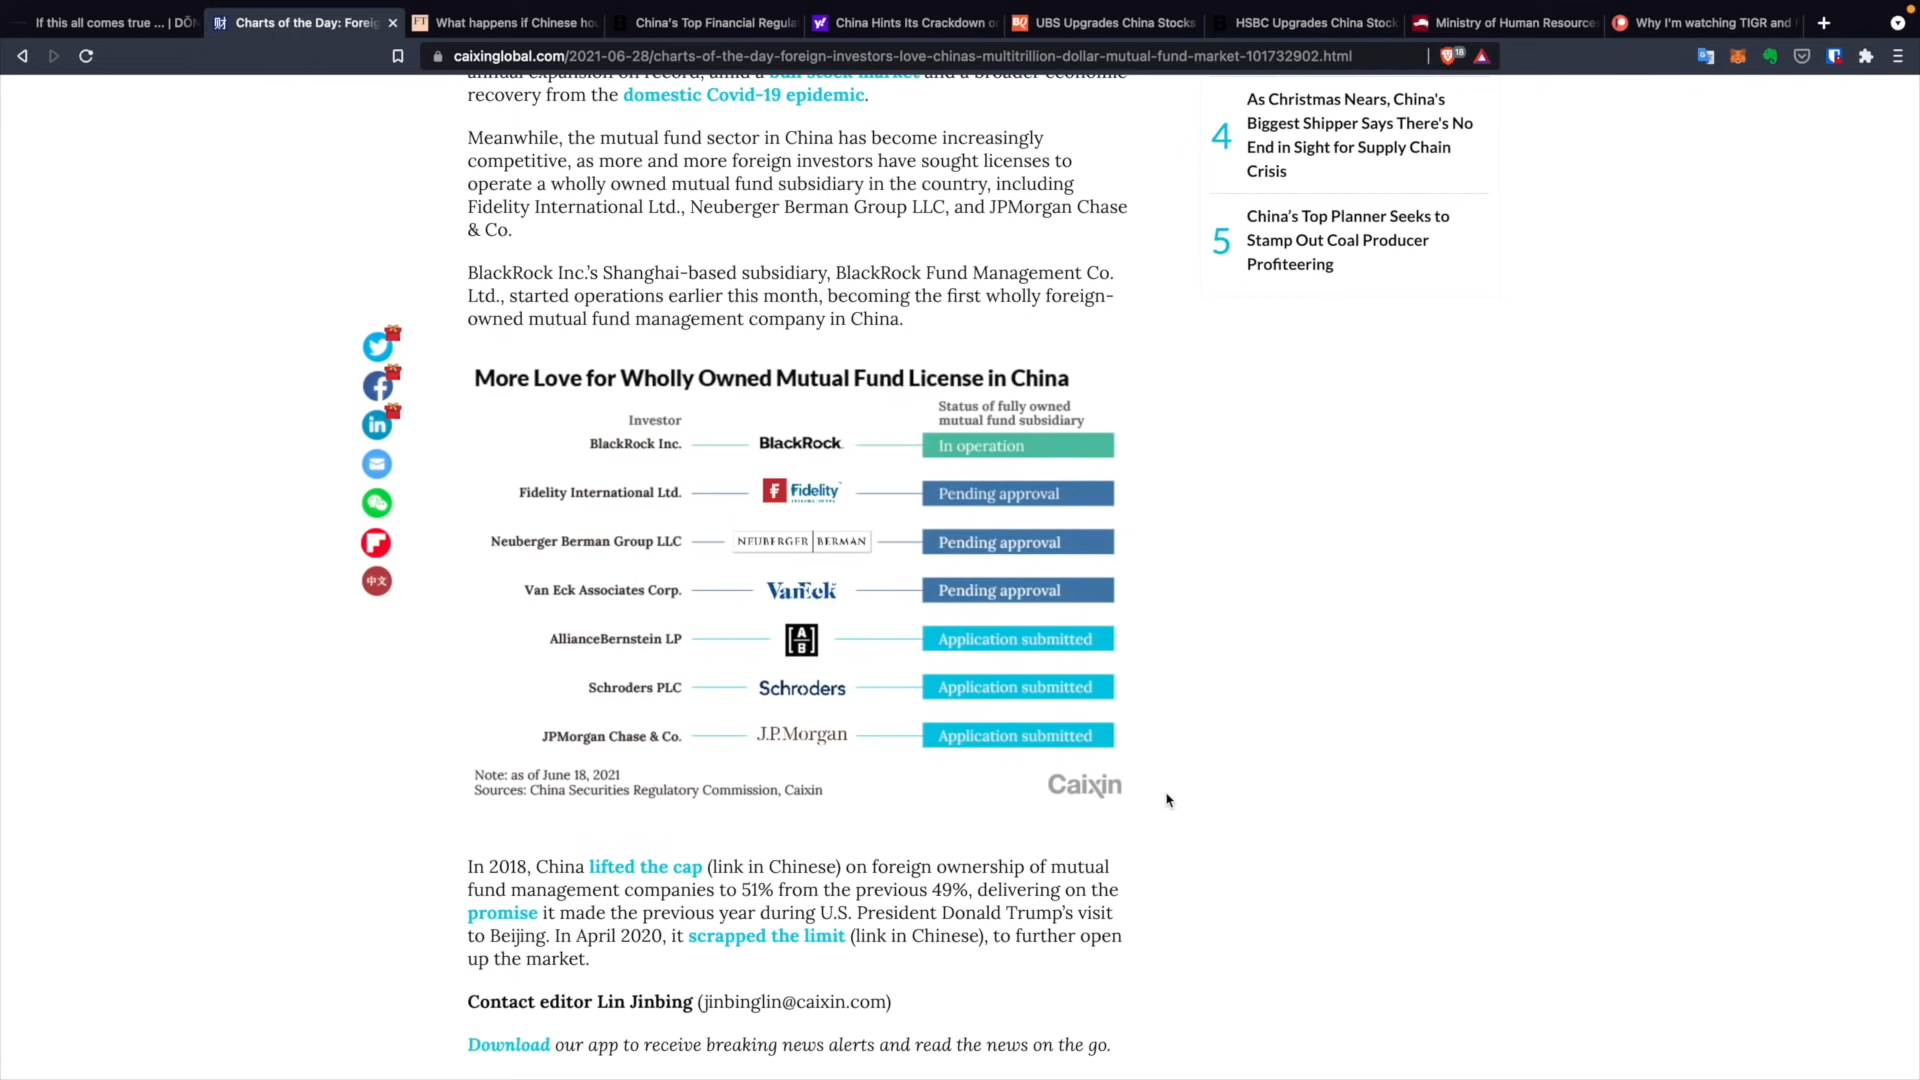 If this all comes true ... | DÔN
Charts of the Day: Foreig
What happens if Chinese ho
China's Top Financial Regula
China Hints Its Crackdown o
UBS Upgrades China Stocks
HSBC Upgrades China Stock
Ministry of Human Resource
Why I'm watching TIGR and
caixinglobal.com/2021-06-28/charts-of-the-day-foreign-investors-love-chinas-multitrillion-dollar-mutual-fund-market-101732902.html
18
annual expansion on record, amid a bull stock market and a broader economic
recovery from the domestic Covid-19 epidemic.
Meanwhile, the mutual fund sector in China has become increasingly
competitive, as more and more foreign investors have sought licenses to
operate a wholly owned mutual fund subsidiary in the country, including
Fidelity International Ltd., Neuberger Berman Group LLC, and JPMorgan Chase
& Co.
BlackRock Inc.'s Shanghai-based subsidiary, BlackRock Fund Management Co.
Ltd., started operations earlier this month, becoming the first wholly foreign-
owned mutual fund management company in China.
中文
More Love for Wholly Owned Mutual Fund License in China
Investor
Status of fully owned
mutual fund subsidiary
BlackRock Inc. BlackRock In operation
Fidelity International Ltd. Fidelity INTERNATIONAL Pending approval
Neuberger Berman Group LLC NEUBERGER BERMAN Pending approval
Van Eck Associates Corp. VanEck Pending approval
AllianceBernstein LP [A/B] Application submitted
Schroders PLC Schroders Application submitted
JPMorgan Chase & Co. J.P.Morgan Application submitted
Note: as of June 18, 2021
Sources: China Securities Regulatory Commission, Caixin
Caixin
In 2018, China lifted the cap (link in Chinese) on foreign ownership of mutual
fund management companies to 51% from the previous 49%, delivering on the
promise it made the previous year during U.S. President Donald Trump's visit
to Beijing. In April 2020, it scrapped the limit (link in Chinese), to further open
up the market.
Contact editor Lin Jinbing (jinbinglin@caixin.com)
Download our app to receive breaking news alerts and read the news on the go.
4
As Christmas Nears, China's
Biggest Shipper Says There's No
End in Sight for Supply Chain
Crisis
5
China's Top Planner Seeks to
Stamp Out Coal Producer
Profiteering